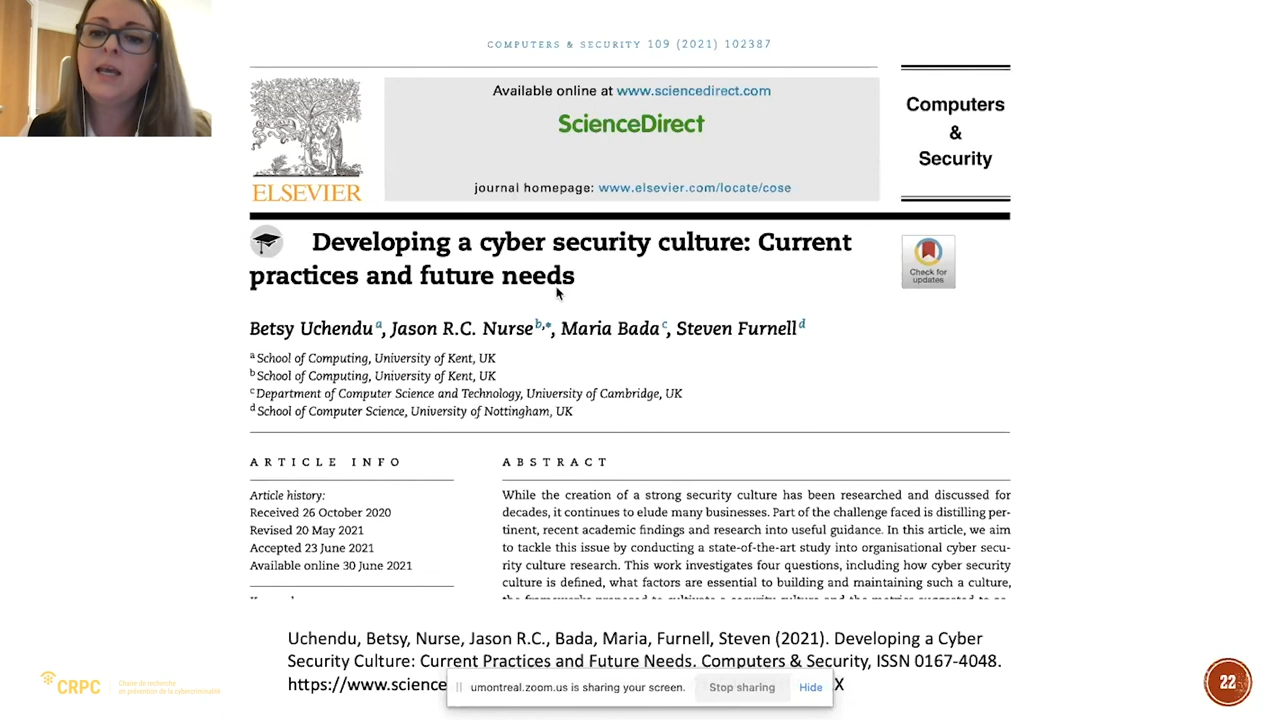 COMPUTERS & SECURITY 109 (2021) 102387
Available online at www.sciencedirect.com
ScienceDirect
journal homepage: www.elsevier.com/locate/cose
ELSEVIER
Computers
&
Security
Developing a cyber security culture: Current
practices and future needs
Check for
updates
Betsy Uchendu a, Jason R.C. Nurse b,*, Maria Bada c, Steven Furnell d
a School of Computing, University of Kent, UK
b School of Computing, University of Kent, UK
c Department of Computer Science and Technology, University of Cambridge, UK
d School of Computer Science, University of Nottingham, UK
ARTICLE INFO
Article history:
Received 26 October 2020
Revised 20 May 2021
Accepted 23 June 2021
Available online 30 June 2021
ABSTRACT
While the creation of a strong security culture has been researched and discussed for
decades, it continues to elude many businesses. Part of the challenge faced is distilling per-
tinent, recent academic findings and research into useful guidance. In this article, we aim
to tackle this issue by conducting a state-of-the-art study into organisational cyber secu-
rity culture research. This work investigates four questions, including how cyber security
culture is defined, what factors are essential to building and maintaining such a culture,
Uchendu, Betsy, Nurse, Jason R.C., Bada, Maria, Furnell, Steven (2021). Developing a Cyber
Security Culture: Current Practices and Future Needs. Computers & Security, ISSN 0167-4048.
https://www.science X
umontreal.zoom.us is sharing your screen. Stop sharing Hide
CRPC
Chaire de recherche
en prévention de la cybercriminalité
22